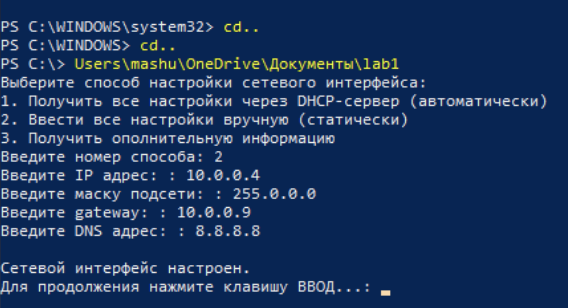 PS C:\WINDOWS\system32> cd..
PS C:\WINDOWS> cd..
PS C:\> Users\mashu\OneDrive\Документы\lab1
Выберите способ настройки сетевого интерфейса:
1. Получить все настройки через DHCP-сервер (автоматически)
2. Ввести все настройки вручную (статически)
3. Получить ополнительную информацию
Введите номер способа: 2
Введите IP адрес: : 10.0.0.4
Введите маску подсети: : 255.0.0.0
Введите gateway: : 10.0.0.9
Введите DNS адрес: : 8.8.8.8
Сетевой интерфейс настроен.
Для продолжения нажмите клавишу ВВОД...: